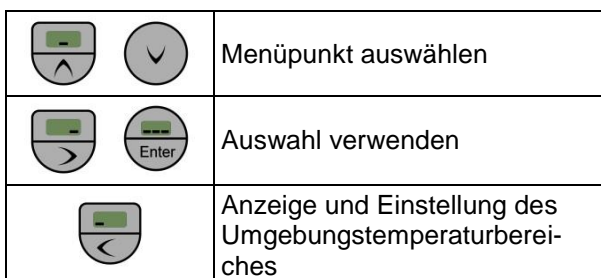 Menüpunkt auswählen
Enter
Auswahl verwenden
Anzeige und Einstellung des
Umgebungstemperaturberei-
ches